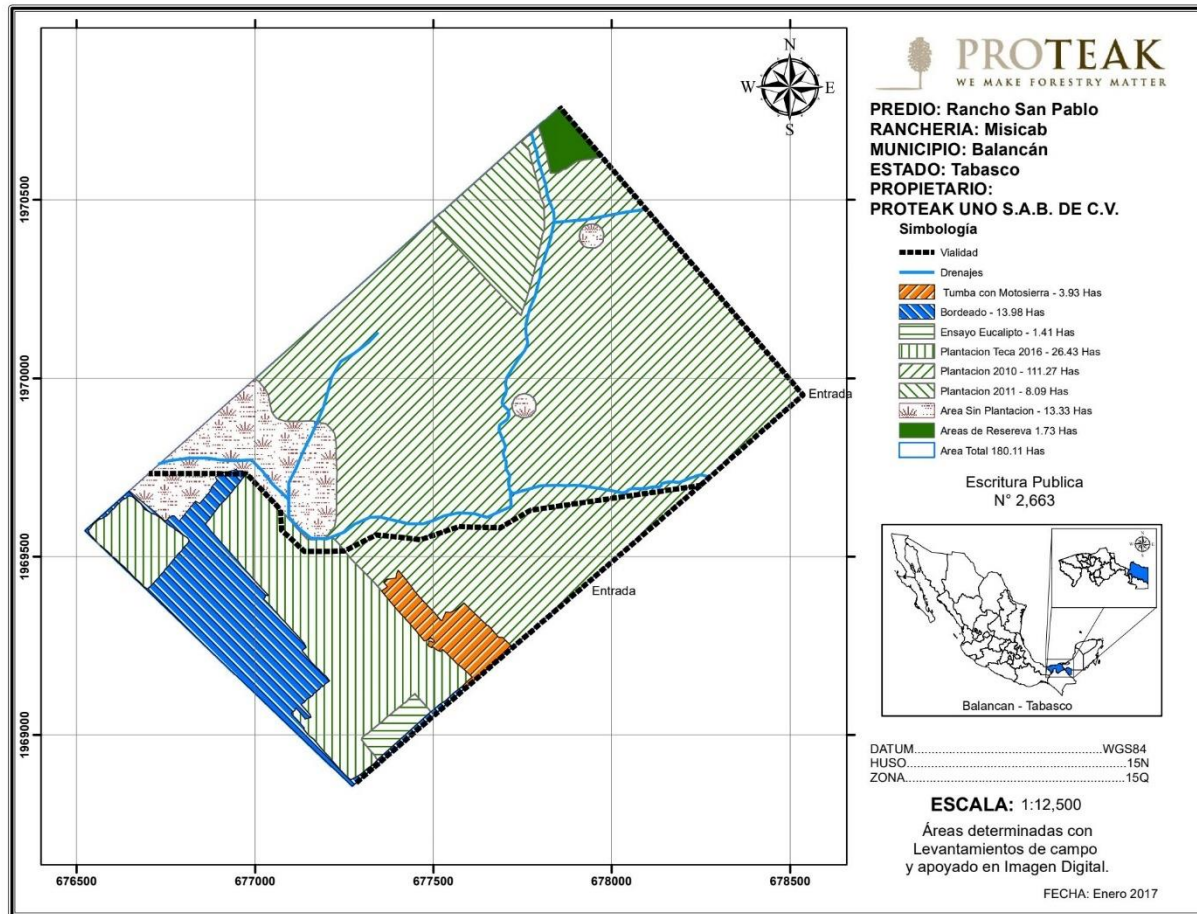 PROTEAK
WE MAKE FORESTRY MATTER
PREDIO: Rancho San Pablo
RANCHERIA: Misicab
MUNICIPIO: Balancán
ESTADO: Tabasco
PROPIETARIO:
PROTEAK UNO S.A.B. DE C.V.
Simbología
Vialidad
Drenajes
Tumba con Motosierra - 3.93 Has
Bordeado - 13.98 Has
Ensayo Eucalipto - 1.41 Has
Plantacion Teca 2016 - 26.43 Has
Plantacion 2010 - 111.27 Has
Plantacion 2011 - 8.09 Has
Area Sin Plantacion - 13.33 Has
Areas de Resereva 1.73 Has
Area Total 180.11 Has
Escritura Publica
N° 2,663
Balancan - Tabasco
DATUM..........................................WGS84
HUSO................................................15N
ZONA................................................15Q
ESCALA: 1:12,500
Áreas determinadas con
Levantamientos de campo
y apoyado en Imagen Digital.
FECHA: Enero 2017
N
W E
S
Entrada
Entrada
1970500
1970000
1969500
1969000
676500 677000 677500 678000 678500